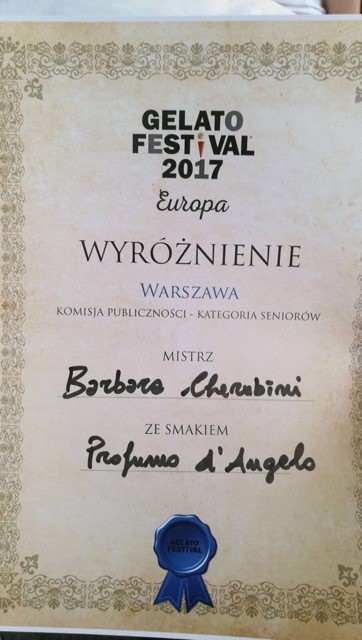 GELATO
FESTIVAL
2017
Europa
WYRÓŻNIENIE
WARSZAWA
KOMISJA PUBLICZNOŚCI - KATEGORIA SENIORÓW
MISTRZ
Barbara Cherubini
ZE SMAKIEM
Profumo d'Angelo
GELATO
FESTIVAL